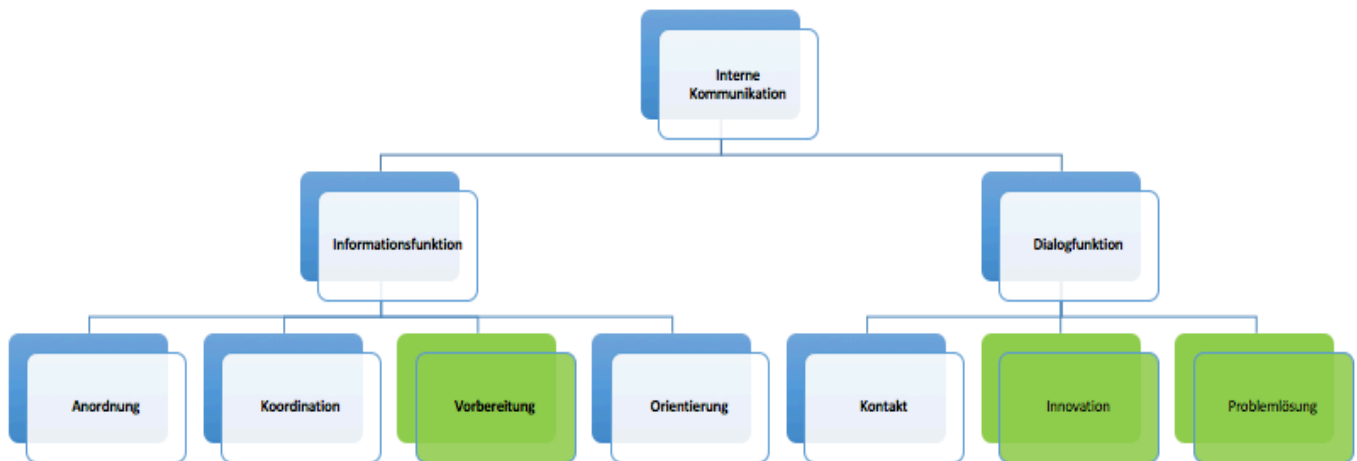 Interne
Kommunikation
Informationsfunktion
Dialogfunktion
Anordnung
Koordination
Vorbereitung
Orientierung
Kontakt
Innovation
Problemlösung